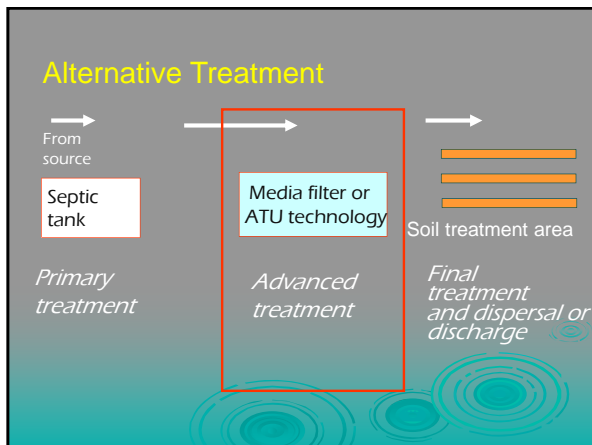 Alternative Treatment
From
source
Septic
tank
Primary
treatment
Media filter or
ATU technology
Advanced
treatment
Soil treatment area
Final
treatment
and dispersal or
discharge